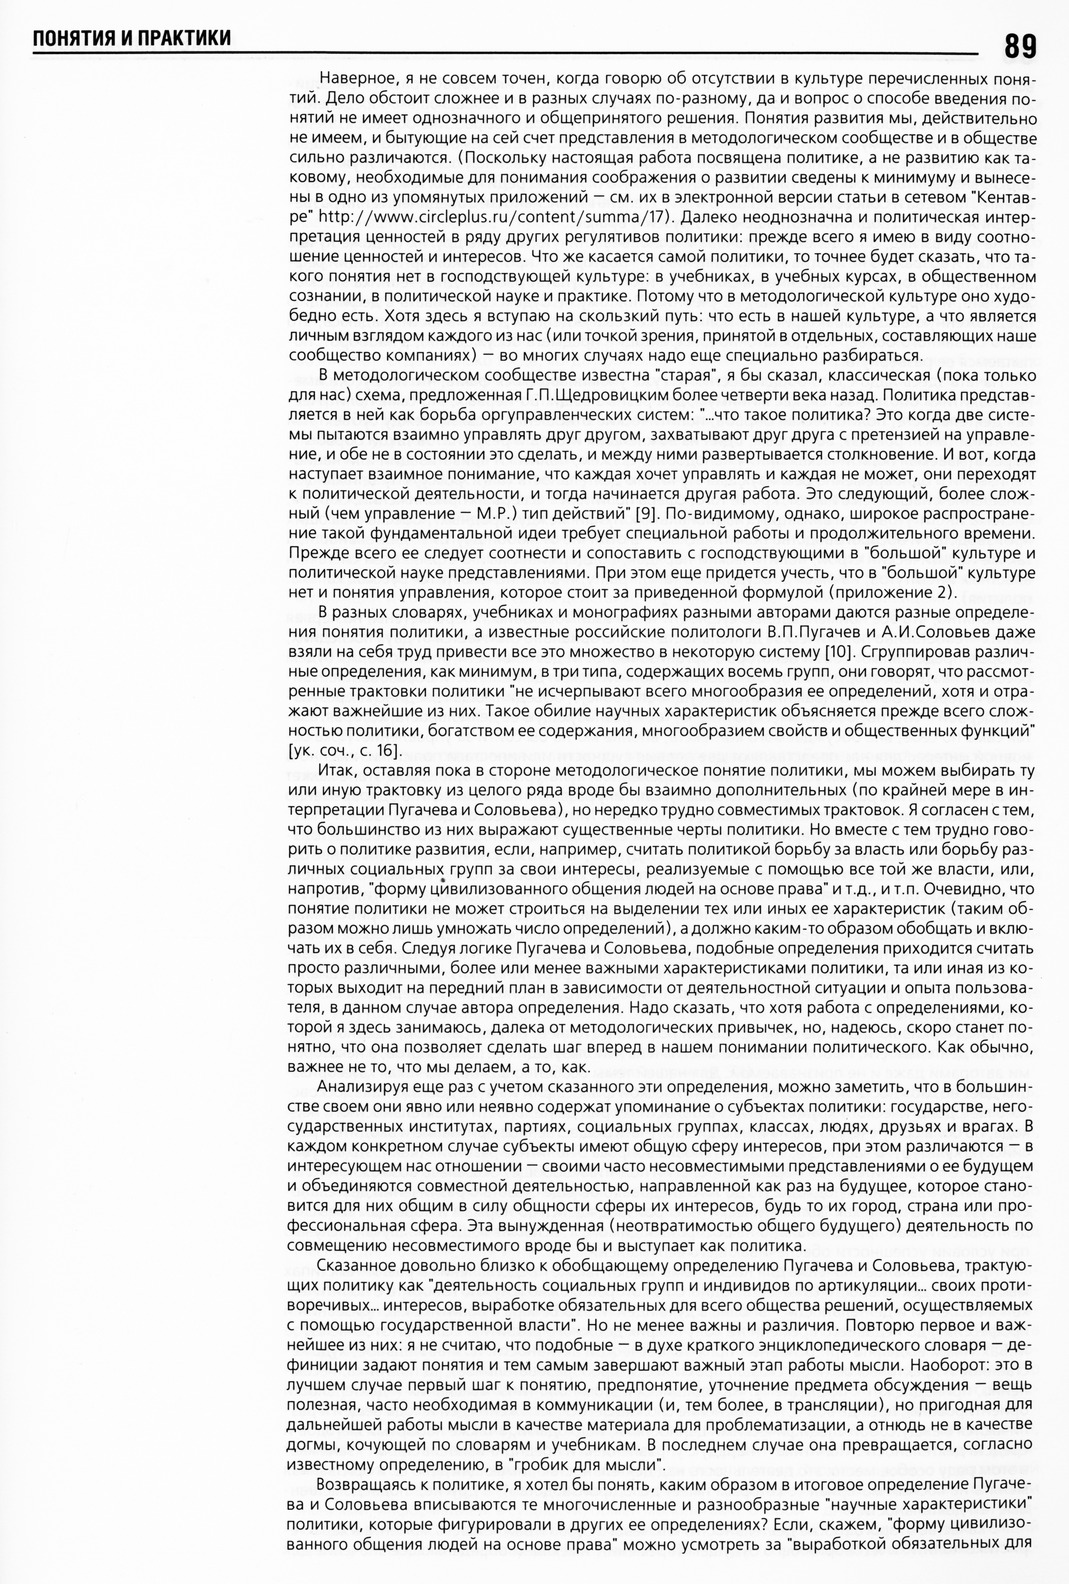 ПОНЯТИЯ И ПРАКТИКИ
89
Наверное, я не совсем точен, когда говорю об отсутствии в культуре перечисленных поня-
тий. Дело обстоит сложнее и в разных случаях по-разному, да и вопрос о способе введения по-
нятий не имеет однозначного и общепринятого решения. Понятия развития мы, действительно
не имеем, и бытующие на сей счет представления в методологическом сообществе и в обществе
сильно различаются. (Поскольку настоящая работа посвящена политике, а не развитию как та-
ковому, необходимые для понимания соображения о развитии сведены к минимуму и вынесе-
ны в одно из упомянутых приложений — см. их в электронной версии статьи в сетевом "Кентав-
ре" http://www.circleplus.ru/content/summa/17). Далеко неоднозначна и политическая интер-
претация ценностей в ряду других регулятивов политики: прежде всего я имею в виду соотно-
шение ценностей и интересов. Что же касается самой политики, то точнее будет сказать, что та-
кого понятия нет в господствующей культуре: в учебниках, в учебных курсах, в общественном
сознании, в политической науке и практике. Потому что в методологической культуре оно худо-
бедно есть. Хотя здесь я вступаю на скользкий путь: что есть в нашей культуре, а что является
личным взглядом каждого из нас (или точкой зрения, принятой в отдельных, составляющих наше
сообщество компаниях) — во многих случаях надо еще специально разбираться.
В методологическом сообществе известна "старая", я бы сказал, классическая (пока только
для нас) схема, предложенная Г.П.Щедровицким более четверти века назад. Политика представ-
ляется в ней как борьба оргуправленческих систем: "...что такое политика? Это когда две систе-
мы пытаются взаимно управлять друг другом, захватывают друг друга с претензией на управле-
ние, и обе не в состоянии это сделать, и между ними развертывается столкновение. И вот, когда
наступает взаимное понимание, что каждая хочет управлять и каждая не может, они переходят
к политической деятельности, и тогда начинается другая работа. Это следующий, более слож-
ный (чем управление — М.Р.) тип действий" [9]. По-видимому, однако, широкое распростране-
ние такой фундаментальной идеи требует специальной работы и продолжительного времени.
Прежде всего ее следует соотнести и сопоставить с господствующими в "большой" культуре и
политической науке представлениями. При этом еще придется учесть, что в "большой" культуре
нет и понятия управления, которое стоит за приведенной формулой (приложение 2).
В разных словарях, учебниках и монографиях разными авторами даются разные определе-
ния понятия политики, а известные российские политологи В.П.Пугачев и А.И.Соловьев даже
взяли на себя труд привести все это множество в некоторую систему [10]. Сгруппировав различ-
ные определения, как минимум, в три типа, содержащих восемь групп, они говорят, что рассмот-
ренные трактовки политики "не исчерпывают всего многообразия ее определений, хотя и отра-
жают важнейшие из них. Такое обилие научных характеристик объясняется прежде всего слож-
ностью политики, богатством ее содержания, многообразием свойств и общественных функций"
[ук. соч., с. 16].
Итак, оставляя пока в стороне методологическое понятие политики, мы можем выбирать ту
или иную трактовку из целого ряда вроде бы взаимно дополнительных (по крайней мере в ин-
терпретации Пугачева и Соловьева), но нередко трудно совместимых трактовок. Я согласен с тем,
что большинство из них выражают существенные черты политики. Но вместе с тем трудно гово-
рить о политике развития, если, например, считать политикой борьбу за власть или борьбу раз-
личных социальных групп за свои интересы, реализуемые с помощью все той же власти, или,
напротив, "форму цивилизованного общения людей на основе права" и т.д., и т.п. Очевидно, что
понятие политики не может строиться на выделении тех или иных ее характеристик (таким об-
разом можно лишь умножать число определений), а должно каким-то образом обобщать и вклю-
чать их в себя. Следуя логике Пугачева и Соловьева, подобные определения приходится считать
просто различными, более или менее важными характеристиками политики, та или иная из ко-
торых выходит на передний план в зависимости от деятельностной ситуации и опыта пользова-
теля, в данном случае автора определения. Надо сказать, что хотя работа с определениями, ко-
торой я здесь занимаюсь, далека от методологических привычек, но, надеюсь, скоро станет по-
нятно, что она позволяет сделать шаг вперед в нашем понимании политического. Как обычно,
важнее не то, что мы делаем, а то, как.
Анализируя еще раз с учетом сказанного эти определения, можно заметить, что в большин-
стве своем они явно или неявно содержат упоминание о субъектах политики: государстве, него-
сударственных институтах, партиях, социальных группах, классах, людях, друзьях и врагах. В
каждом конкретном случае субъекты имеют общую сферу интересов, при этом различаются — в
интересующем нас отношении — своими часто несовместимыми представлениями о ее будущем
и объединяются совместной деятельностью, направленной как раз на будущее, которое стано-
вится для них общим в силу общности сферы их интересов, будь то их город, страна или про-
фессиональная сфера. Эта вынужденная (неотвратимостью общего будущего) деятельность по
совмещению несовместимого вроде бы и выступает как политика.
Сказанное довольно близко к обобщающему определению Пугачева и Соловьева, трактую-
щих политику как "деятельность социальных групп и индивидов по артикуляции... своих проти-
воречивых... интересов, выработке обязательных для всего общества решений, осуществляемых
с помощью государственной власти". Но не менее важны и различия. Повторю первое и важ-
нейшее из них: я не считаю, что подобные — в духе краткого энциклопедического словаря — де-
финиции задают понятия и тем самым завершают важный этап работы мысли. Наоборот: это в
лучшем случае первый шаг к понятию, предпонятие, уточнение предмета обсуждения — вещь
полезная, часто необходимая в коммуникации (и, тем более, в трансляции), но пригодная для
дальнейшей работы мысли в качестве материала для проблематизации, а отнюдь не в качестве
догмы, кочующей по словарям и учебникам. В последнем случае она превращается, согласно
известному определению, в "гробик для мысли".
Возвращаясь к политике, я хотел бы понять, каким образом в итоговое определение Пугаче-
ва и Соловьева вписываются те многочисленные и разнообразные "научные характеристики"
политики, которые фигурировали в других ее определениях? Если, скажем, "форму цивилизо-
ванного общения людей на основе права" можно усмотреть за "выработкой обязательных для